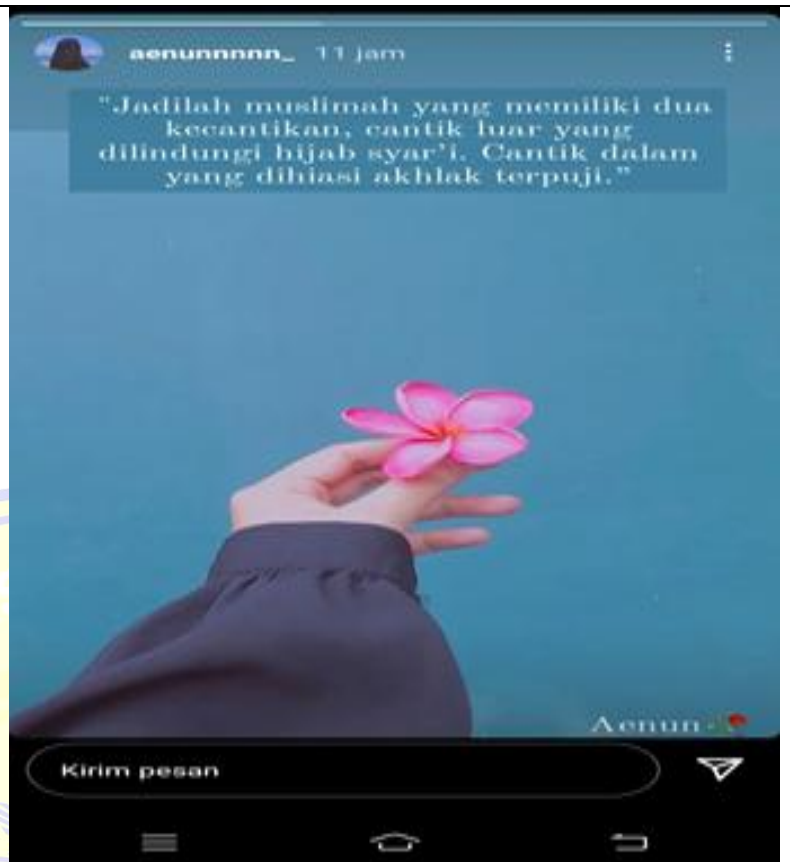 aenunnnnn_ 11 jam
"Jadilah muslimah yang memiliki dua
kecantikan, cantik luar yang
dilindungi hijab syar'i. Cantik dalam
yang dihiasi akhlak terpuji."
Aenun
Kirim pesan